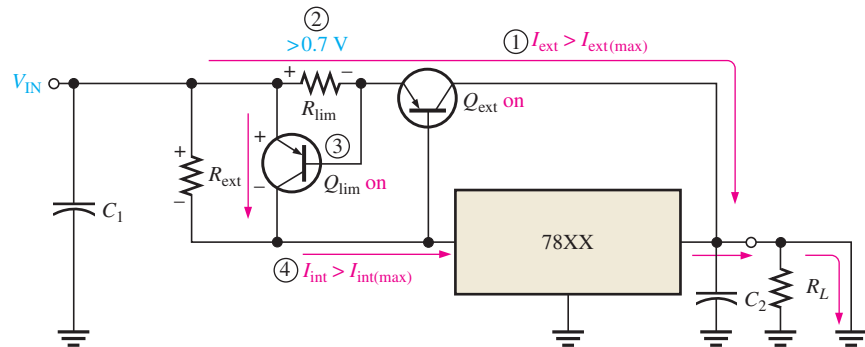 ②
>0.7 V
① I_ext > I_ext(max)
V_IN
+ −
R_lim
Q_ext on
+
③
+
R_ext
−
Q_lim on
−
C_1
78XX
④ I_int > I_int(max)
C_2
R_L